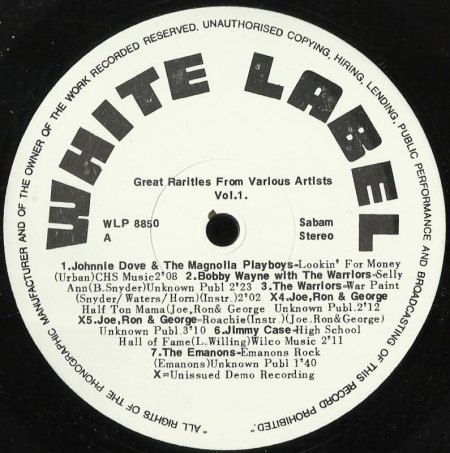 "ALL RIGHTS OF THE PHONOGRAPHIC MANUFACTURER AND OF THE OWNER OF THE WORK RECORDED RESERVED. UNAUTHORISED COPYING, HIRING, LENDING, PUBLIC PERFORMANCE AND BROADCASTING OF THIS RECORD PROHIBITED."
WHITE LABEL
Great Rarities From Various Artists
Vol.1.
WLP 8850 Sabam
A Stereo
1.Johnnie Dove & The Magnolia Playboys-Lookin' For Money
(Urban)CHS Music2'08 2.Bobby Wayne with The Warriors-Sally
Ann(B.Snyder)Unknown Publ 2'23 3.The Warriors-War Paint
(Snyder/Waters/Horn)(Instr.)2'02 X4.Joe,Ron & George
Half Ton Mama(Joe,Ron& George Unknown Publ.2'12
X5.Joe,Ron & George-Roachie(Instr.)(Joe,Ron&George)
Unknown Publ.3'10 6.Jimmy Case-High School
Hall of Fame(L.Willing)Wilco Music 2'11
7.The Emanons-Emanons Rock
(Emanons)Unknown Publ 1'40
X=Unissued Demo Recording